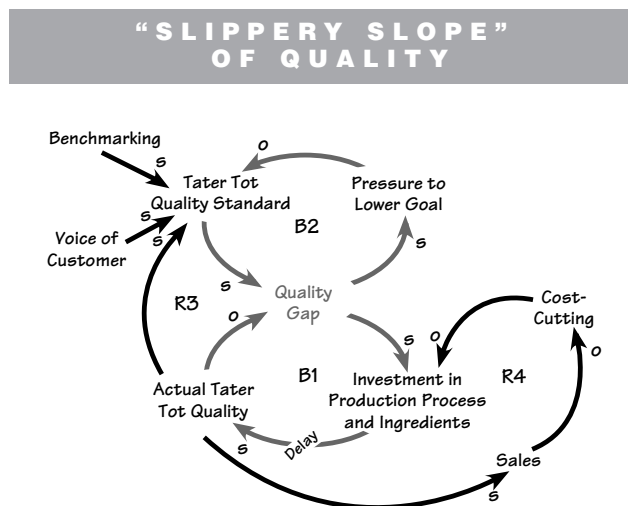 “SLIPPERY SLOPE”
OF QUALITY
Benchmarking
s
o
Tater Tot
Quality Standard
Pressure to
Lower Goal
s
s
Voice of
Customer
B2
s
s
R3
Quality
Gap
o
Cost-
Cutting
s
o
o
B1
R4
Actual Tater
Tot Quality
Investment in
Production Process
and Ingredients
s
Delay
Sales
s